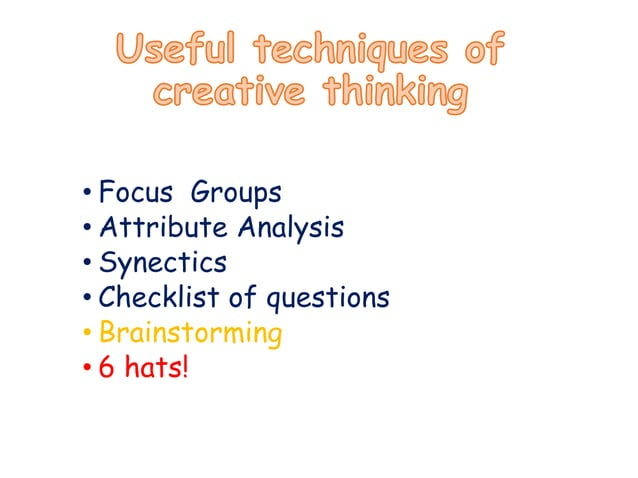 Useful techniques of
creative thinking
• Focus  Groups
• Attribute Analysis
• Synectics
• Checklist of questions
• Brainstorming
• 6 hats!